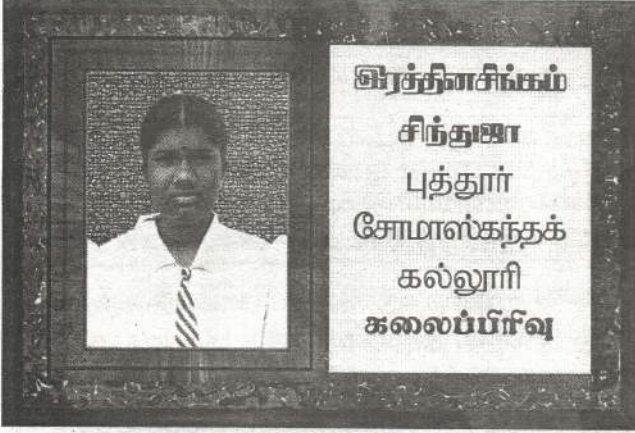 இரத்தினசிங்கம்
சிந்துஜா
புத்தூர்
சோமாஸ்கந்தக்
கல்லூரி
கலைப்பிரிவு